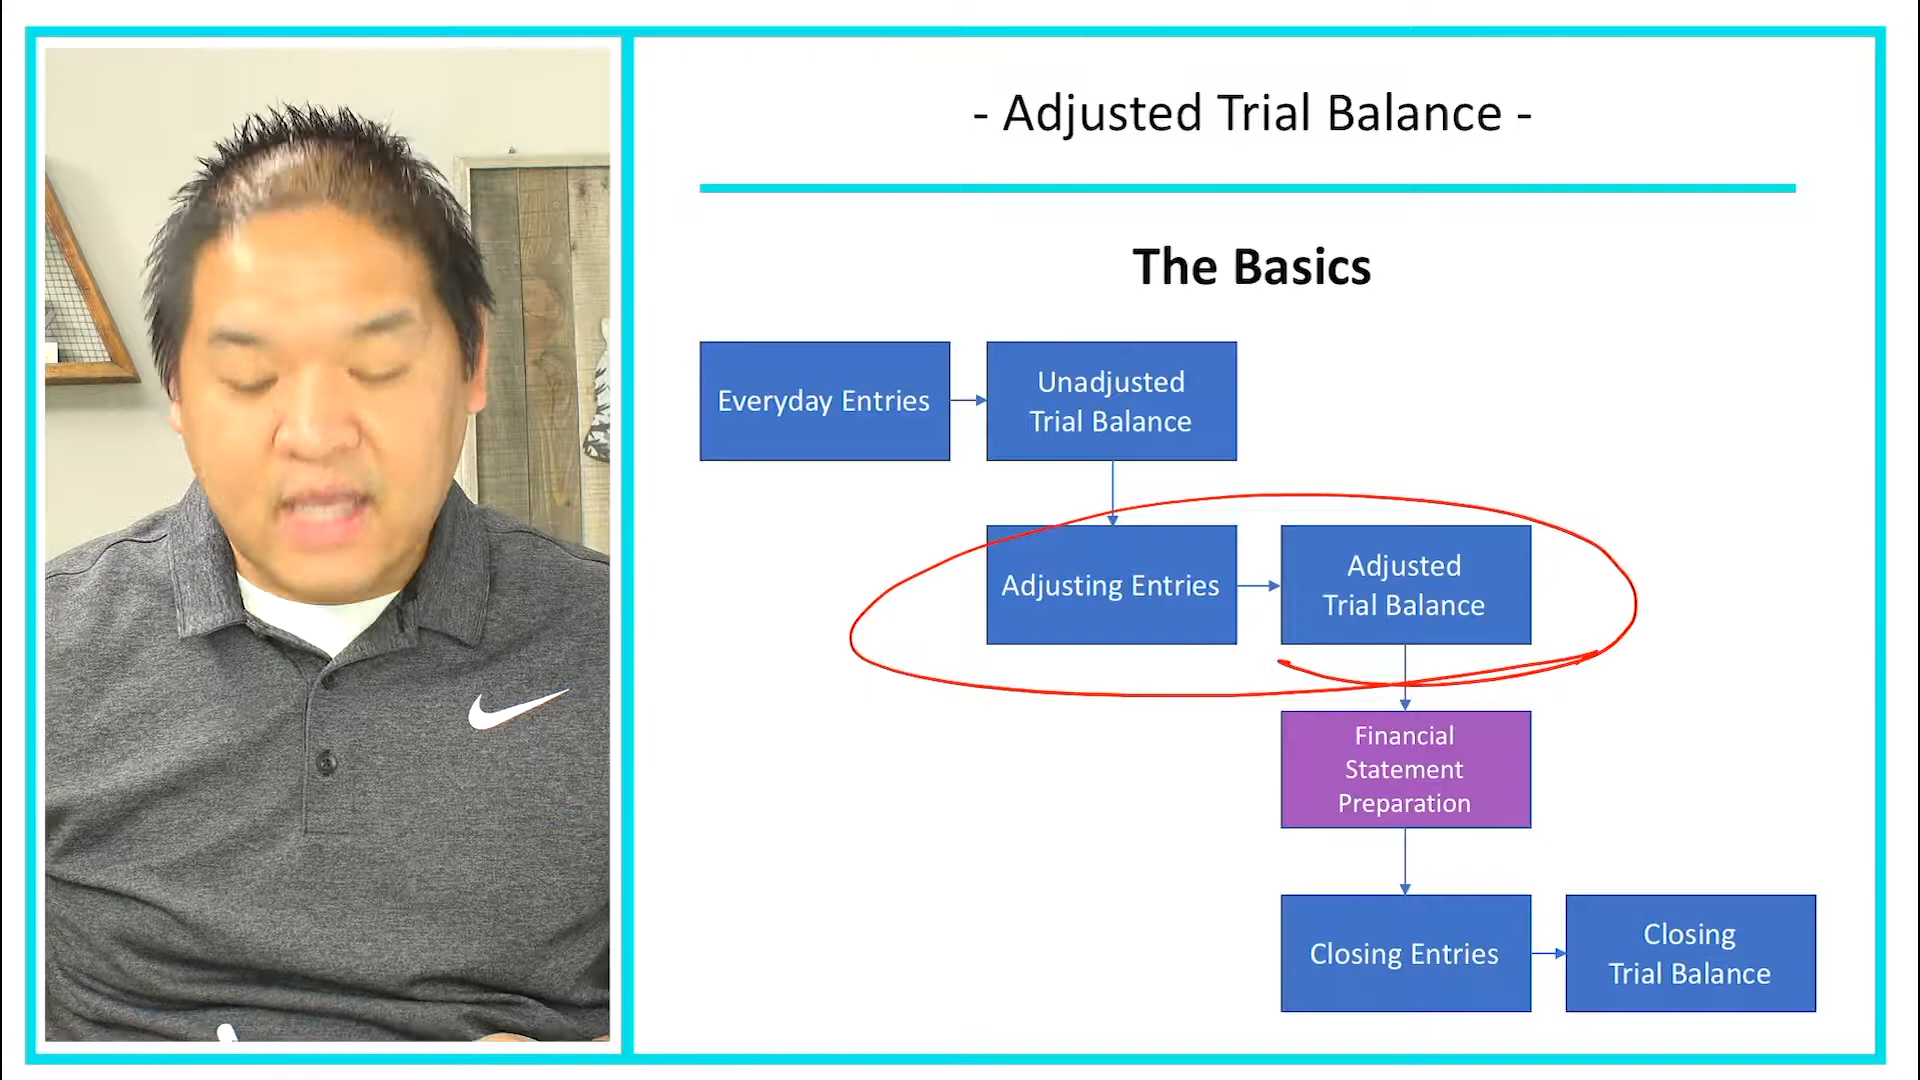 - Adjusted Trial Balance -
The Basics
Everyday Entries
Unadjusted
Trial Balance
Adjusting Entries
Adjusted
Trial Balance
Financial
Statement
Preparation
Closing Entries
Closing
Trial Balance